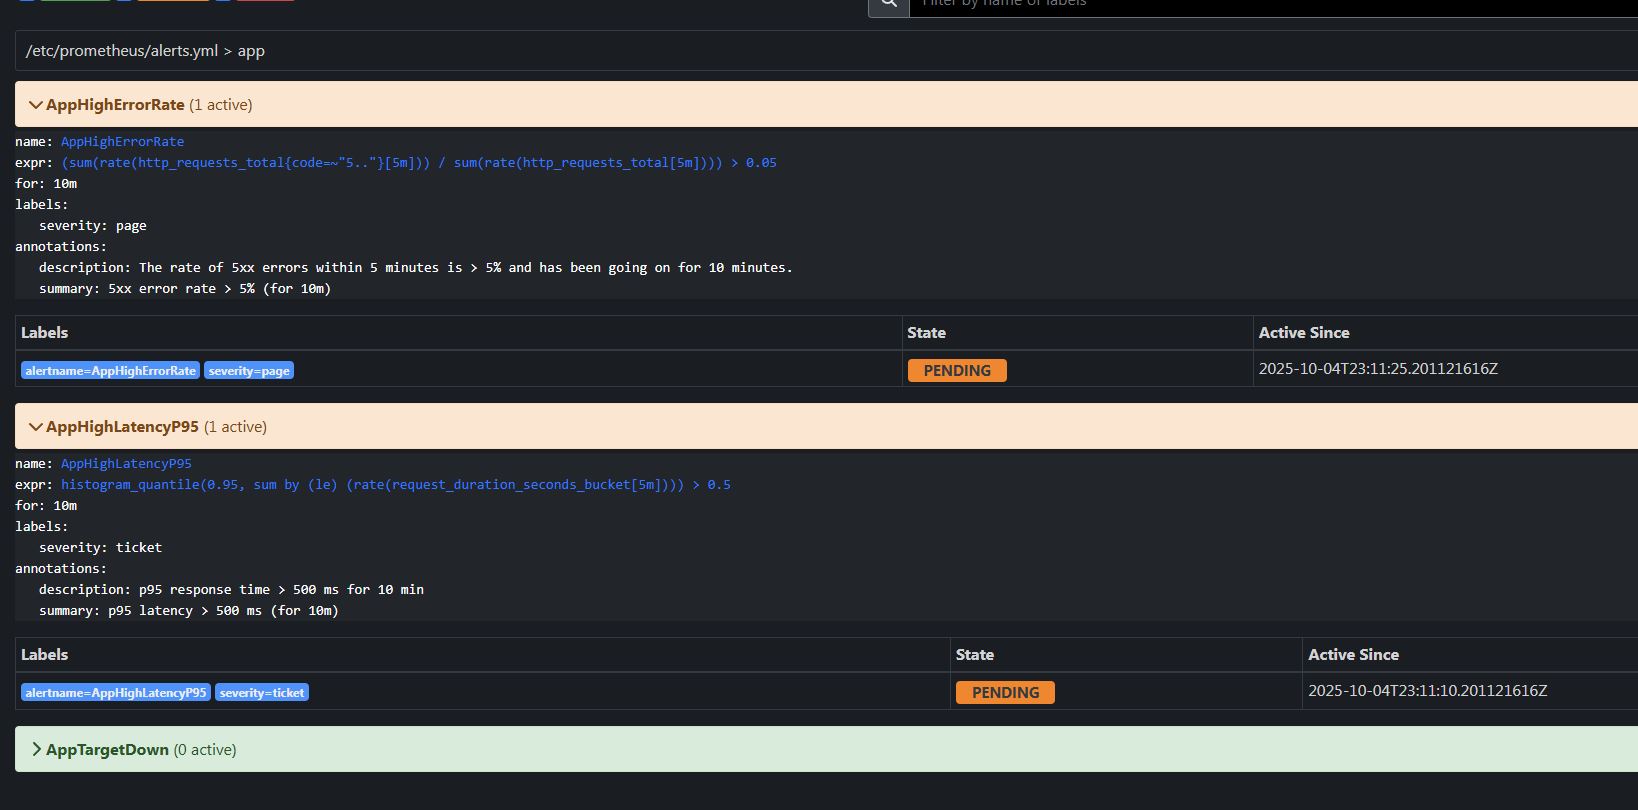 Filter by name or labels
/etc/prometheus/alerts.yml > app
AppHighErrorRate (1 active)
name: AppHighErrorRate
expr: (sum(rate(http_requests_total{code=~"5.."}[5m])) / sum(rate(http_requests_total[5m]))) > 0.05
for: 10m
labels:
severity: page
annotations:
description: The rate of 5xx errors within 5 minutes is > 5% and has been going on for 10 minutes.
summary: 5xx error rate > 5% (for 10m)
Labels State Active Since
alertname=AppHighErrorRate severity=page PENDING 2025-10-04T23:11:25.201121616Z
AppHighLatencyP95 (1 active)
name: AppHighLatencyP95
expr: histogram_quantile(0.95, sum by (le) (rate(request_duration_seconds_bucket[5m]))) > 0.5
for: 10m
labels:
severity: ticket
annotations:
description: p95 response time > 500 ms for 10 min
summary: p95 latency > 500 ms (for 10m)
Labels State Active Since
alertname=AppHighLatencyP95 severity=ticket PENDING 2025-10-04T23:11:10.201121616Z
AppTargetDown (0 active)